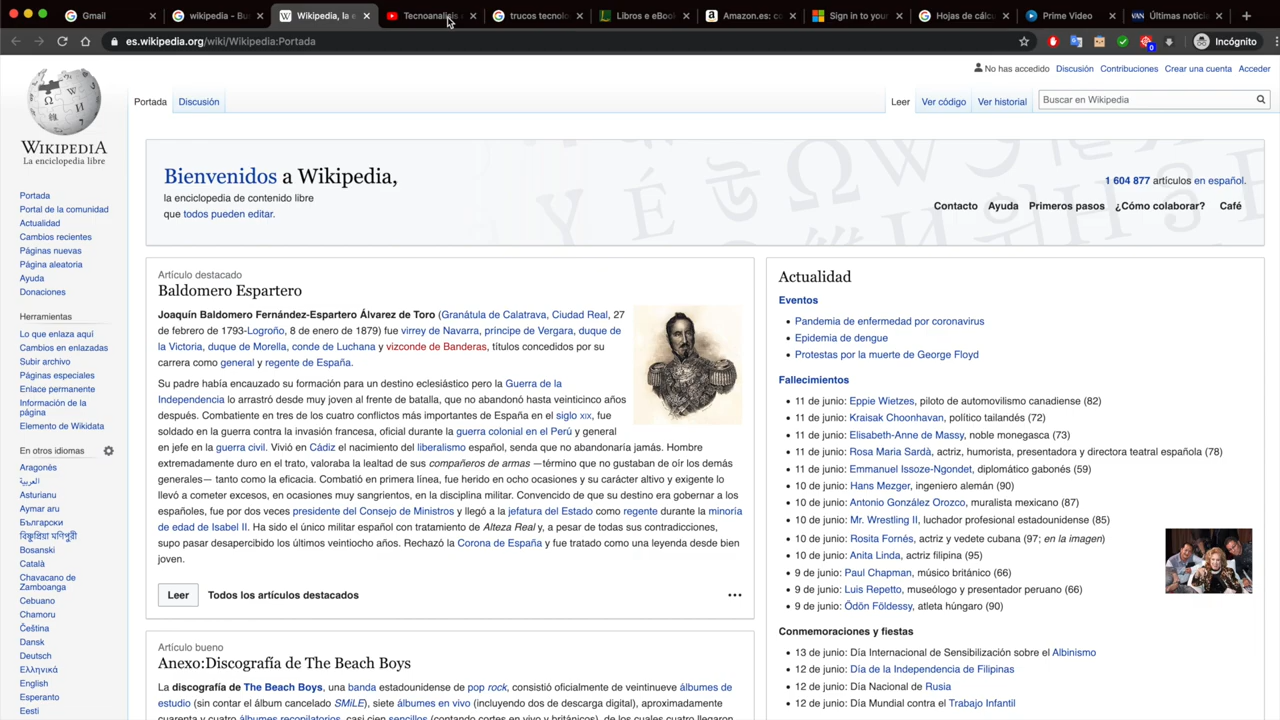 Gmail
wikipedia - Bu
Wikipedia, la e
Tecnoanalisis
trucos tecnol
Libros e eBoo
Amazon.es: c
Sign in to your
Hojas de cálc
Prime Video
Últimas notici
es.wikipedia.org/wiki/Wikipedia:Portada
Incógnito
No has accedido Discusión Contribuciones Crear una cuenta Acceder
Portada Discusión
Leer Ver código Ver historial Buscar en Wikipedia
WIKIPEDIA
La enciclopedia libre
Portada
Portal de la comunidad
Actualidad
Cambios recientes
Páginas nuevas
Página aleatoria
Ayuda
Donaciones
Herramientas
Lo que enlaza aquí
Cambios en enlazadas
Subir archivo
Páginas especiales
Enlace permanente
Información de la
página
Elemento de Wikidata
En otros idiomas
Aragonés
العربية
Asturianu
Aymar aru
Български
বিষ্ণুপ্রিয়া মণিপুরী
Bosanski
Català
Chavacano de
Zamboanga
Cebuano
Chamoru
Čeština
Dansk
Deutsch
Ελληνικά
English
Esperanto
Eesti
Bienvenidos a Wikipedia,
la enciclopedia de contenido libre
que todos pueden editar.
1 604 877 artículos en español.
Contacto Ayuda Primeros pasos ¿Cómo colaborar? Café
Artículo destacado
Baldomero Espartero
Joaquín Baldomero Fernández-Espartero Álvarez de Toro (Granátula de Calatrava, Ciudad Real, 27
de febrero de 1793-Logroño, 8 de enero de 1879) fue virrey de Navarra, príncipe de Vergara, duque de
la Victoria, duque de Morella, conde de Luchana y vizconde de Banderas, títulos concedidos por su
carrera como general y regente de España.
Su padre había encauzado su formación para un destino eclesiástico pero la Guerra de la
Independencia lo arrastró desde muy joven al frente de batalla, que no abandonó hasta veinticinco años
después. Combatiente en tres de los cuatro conflictos más importantes de España en el siglo XIX, fue
soldado en la guerra contra la invasión francesa, oficial durante la guerra colonial en el Perú y general
en jefe en la guerra civil. Vivió en Cádiz el nacimiento del liberalismo español, senda que no abandonaría jamás. Hombre
extremadamente duro en el trato, valoraba la lealtad de sus compañeros de armas —término que no gustaban de oír los demás
generales— tanto como la eficacia. Combatió en primera línea, fue herido en ocho ocasiones y su carácter altivo y exigente lo
llevó a cometer excesos, en ocasiones muy sangrientos, en la disciplina militar. Convencido de que su destino era gobernar a los
españoles, fue por dos veces presidente del Consejo de Ministros y llegó a la jefatura del Estado como regente durante la minoría
de edad de Isabel II. Ha sido el único militar español con tratamiento de Alteza Real y, a pesar de todas sus contradicciones,
supo pasar desapercibido los últimos veintiocho años. Rechazó la Corona de España y fue tratado como una leyenda desde bien
joven.
Leer Todos los artículos destacados
Artículo bueno
Anexo:Discografía de The Beach Boys
La discografía de The Beach Boys, una banda estadounidense de pop rock, consistió oficialmente de veintinueve álbumes de
estudio (sin contar el álbum cancelado SMiLE), siete álbumes en vivo (incluyendo dos de descarga digital), aproximadamente
cuarenta y cuatro álbumes recopilatorios, casi cien sencillos (contando cortes en vivo y británicos), de los cuales cuatro llegaron
Actualidad
Eventos
Pandemia de enfermedad por coronavirus
Epidemia de dengue
Protestas por la muerte de George Floyd
Fallecimientos
11 de junio: Eppie Wietzes, piloto de automovilismo canadiense (82)
11 de junio: Kraisak Choonhavan, político tailandés (72)
11 de junio: Elisabeth-Anne de Massy, noble monegasca (73)
11 de junio: Rosa Maria Sardà, actriz, humorista, presentadora y directora teatral española (78)
11 de junio: Emmanuel Issoze-Ngondet, diplomático gabonés (59)
10 de junio: Hans Mezger, ingeniero alemán (90)
10 de junio: Antonio González Orozco, muralista mexicano (87)
10 de junio: Mr. Wrestling II, luchador profesional estadounidense (85)
10 de junio: Rosita Fornés, actriz y vedete cubana (97; en la imagen)
10 de junio: Anita Linda, actriz filipina (95)
9 de junio: Paul Chapman, músico británico (66)
9 de junio: Luis Repetto, museólogo y presentador peruano (66)
9 de junio: Ödön Földessy, atleta húngaro (90)
Conmemoraciones y fiestas
13 de junio: Día Internacional de Sensibilización sobre el Albinismo
12 de junio: Día de la Independencia de Filipinas
12 de junio: Día Nacional de Rusia
12 de junio: Día Mundial contra el Trabajo Infantil